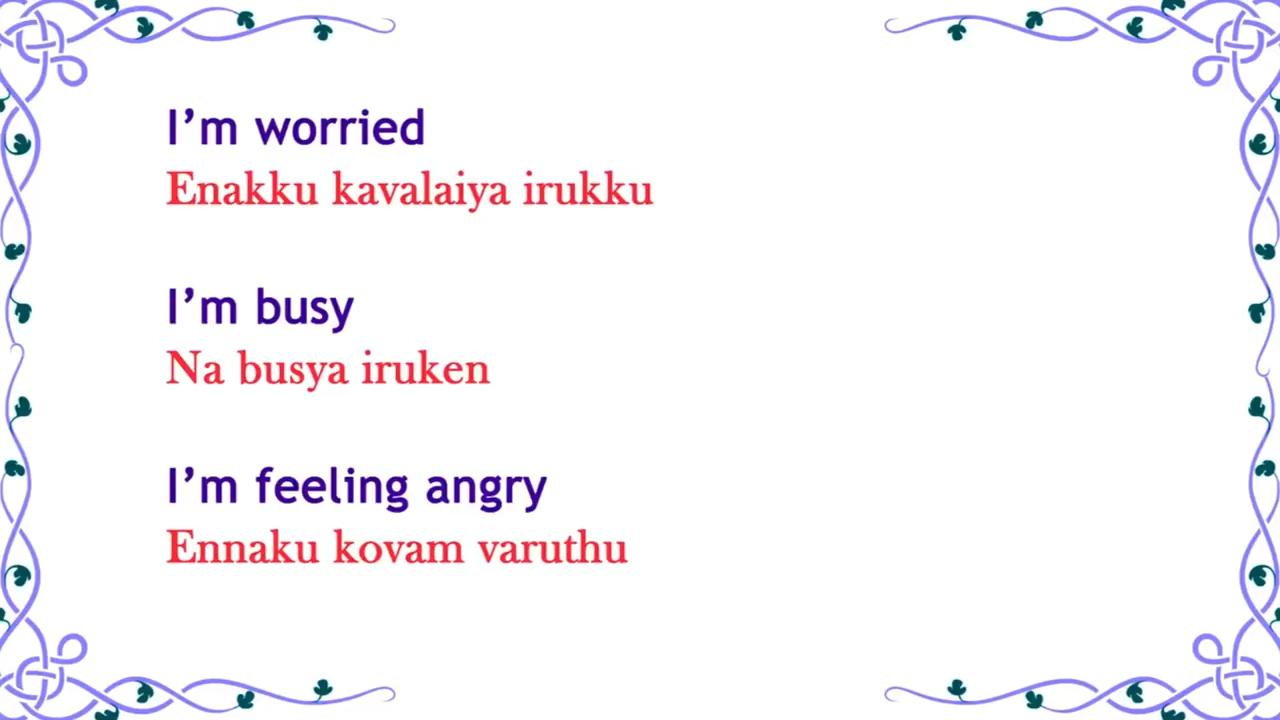 I’m worried
Enakku kavalaiya irukku
I’m busy
Na busya iruken
I’m feeling angry
Ennaku kovam varuthu